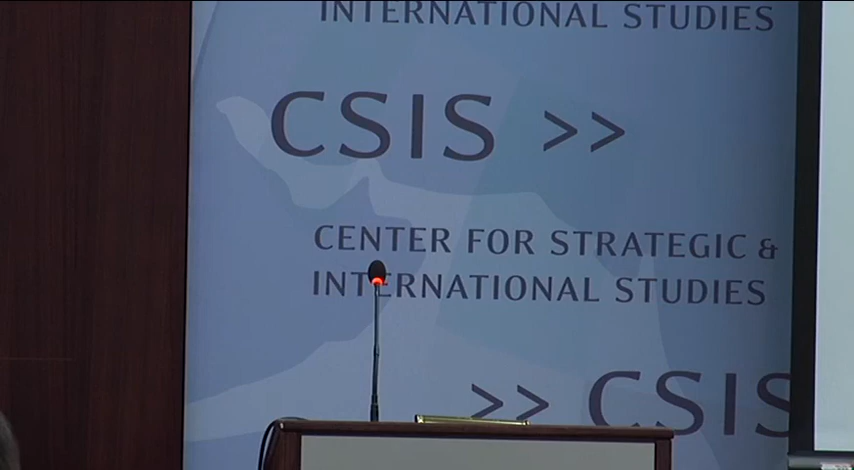 INTERNATIONAL STUDIES
CSIS >>
CENTER FOR STRATEGIC &
INTERNATIONAL STUDIES
>> CSIS